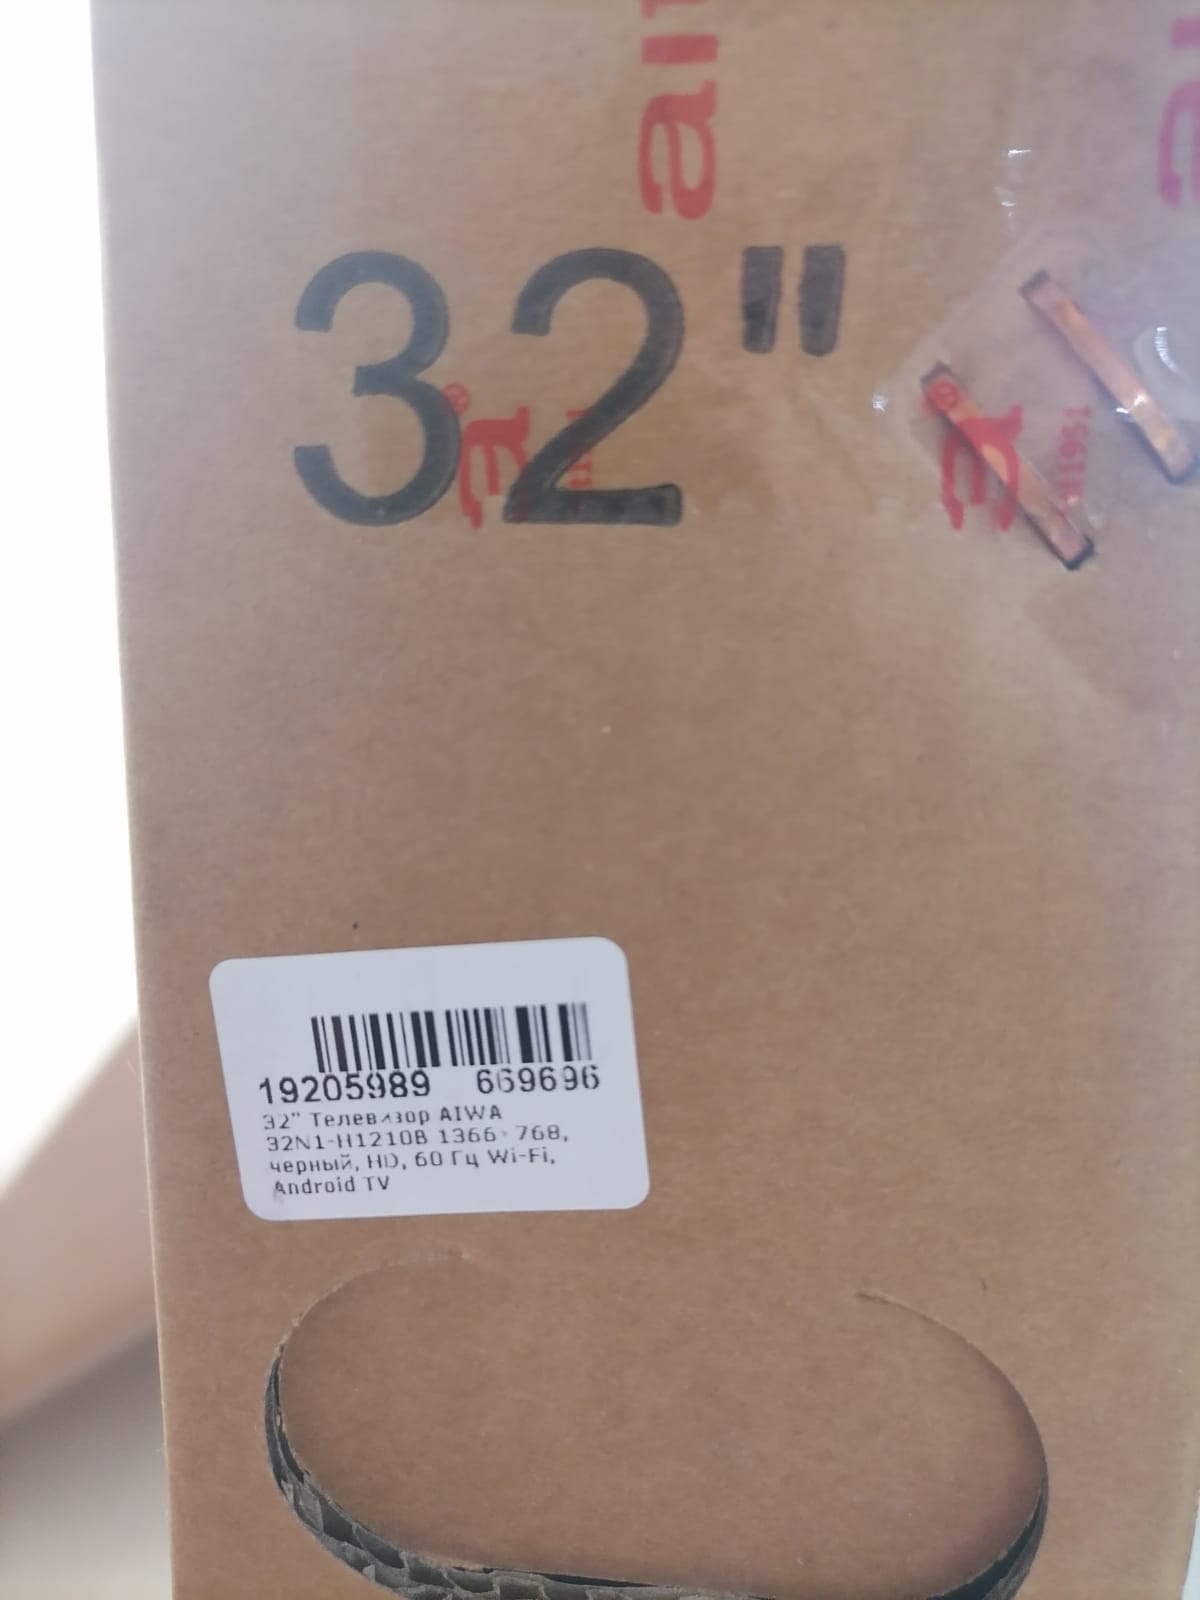 32"
19205989 669696
32" Телевизор AIWA
32N1-H1210B 1366×768,
черный, HD, 60 Гц Wi-Fi,
Android TV